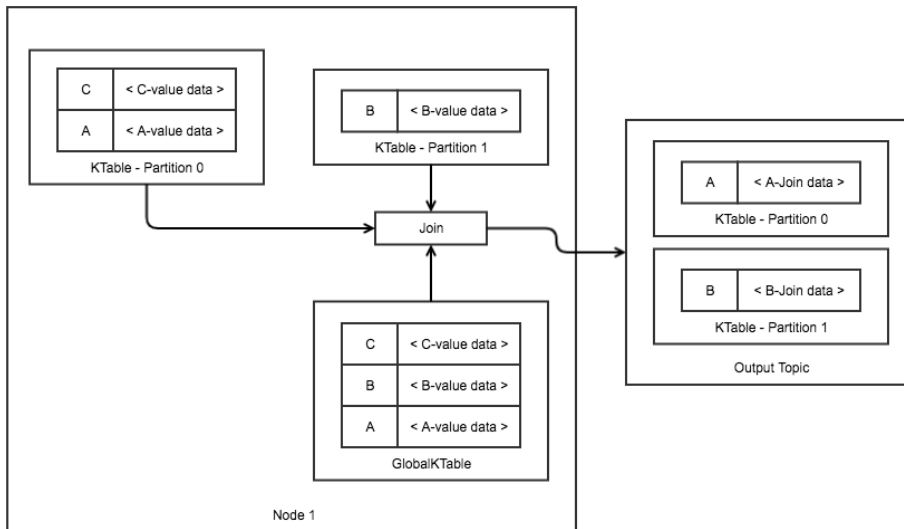 C < C-value data >
A < A-value data >
KTable - Partition 0
B < B-value data >
KTable - Partition 1
Join
C < C-value data >
B < B-value data >
A < A-value data >
GlobalKTable
Node 1
A < A-Join data >
KTable - Partition 0
B < B-Join data >
KTable - Partition 1
Output Topic